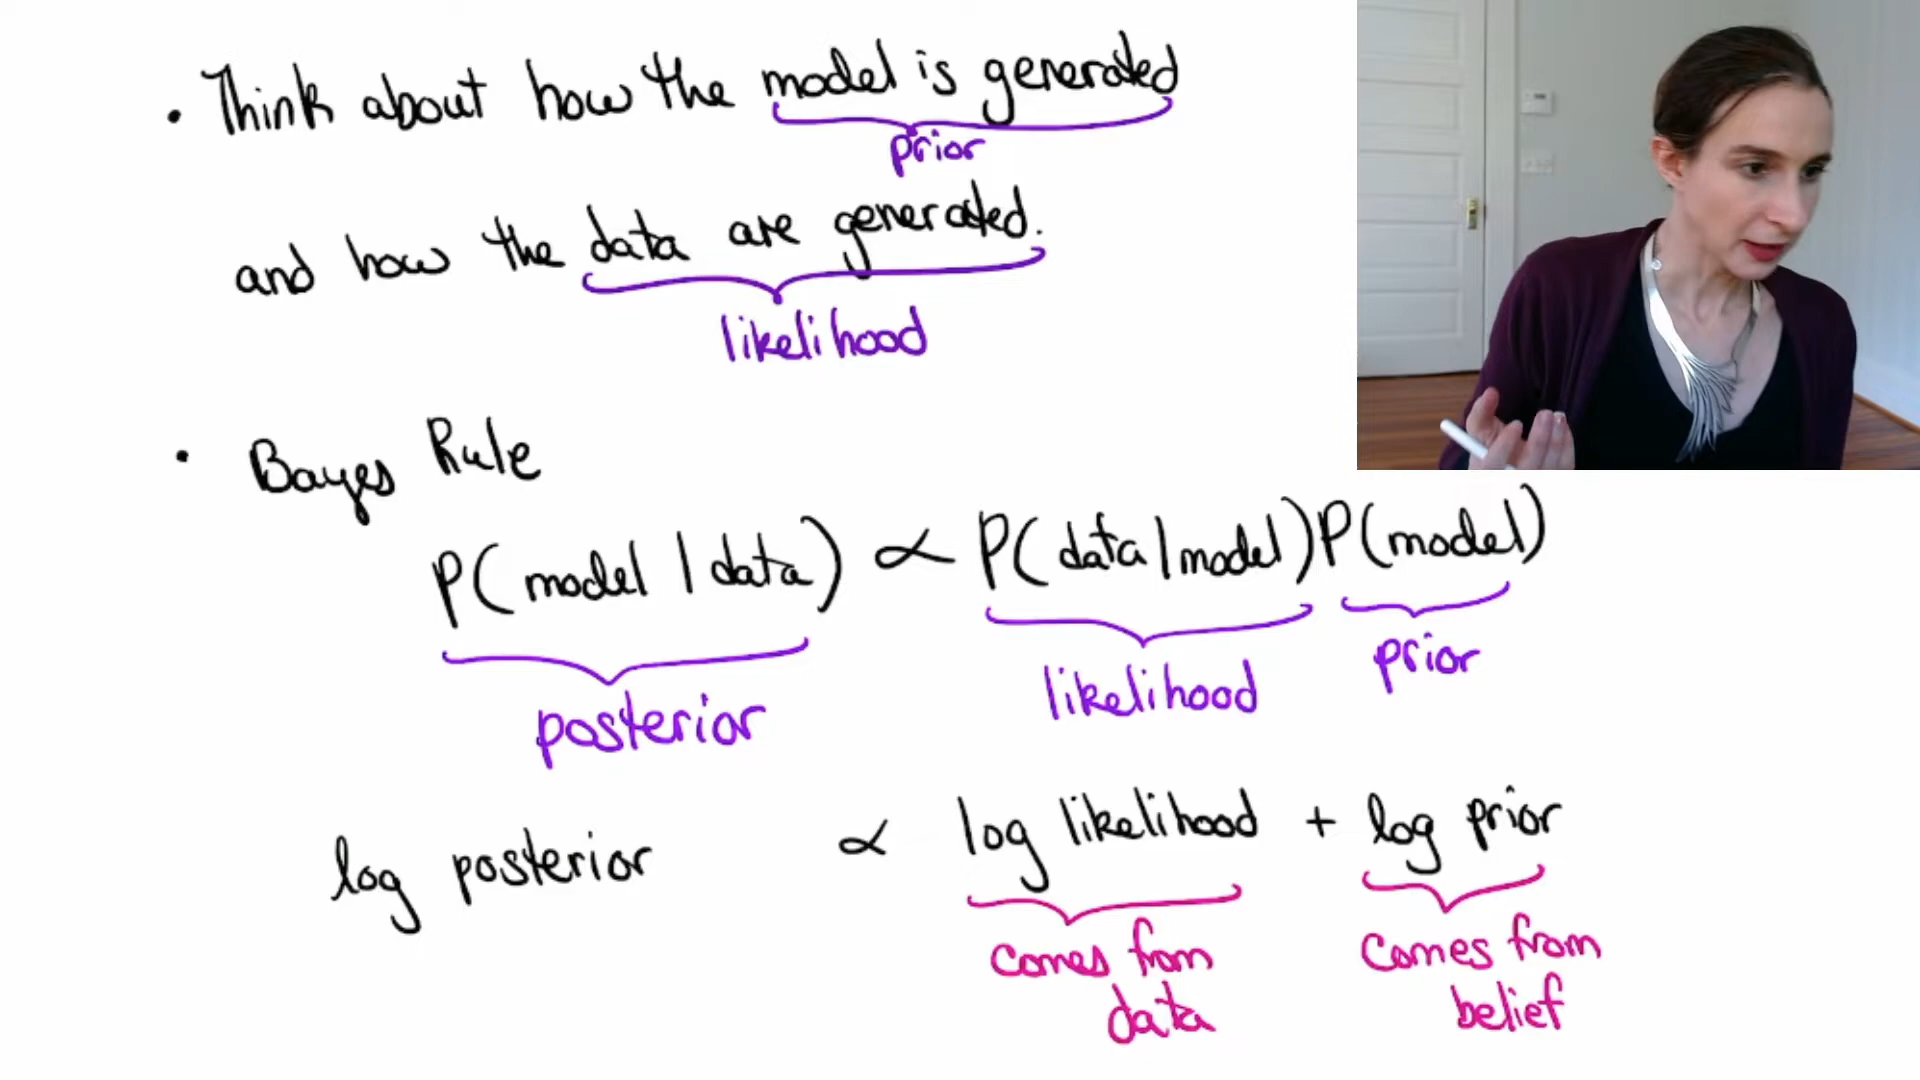 • Think about how the model is generated
prior
and how the data are generated.
likelihood
• Bayes Rule
P(model | data) ∝ P(data | model) P(model)
posterior likelihood prior
log posterior ∝ log likelihood + log prior
comes from data
comes from belief